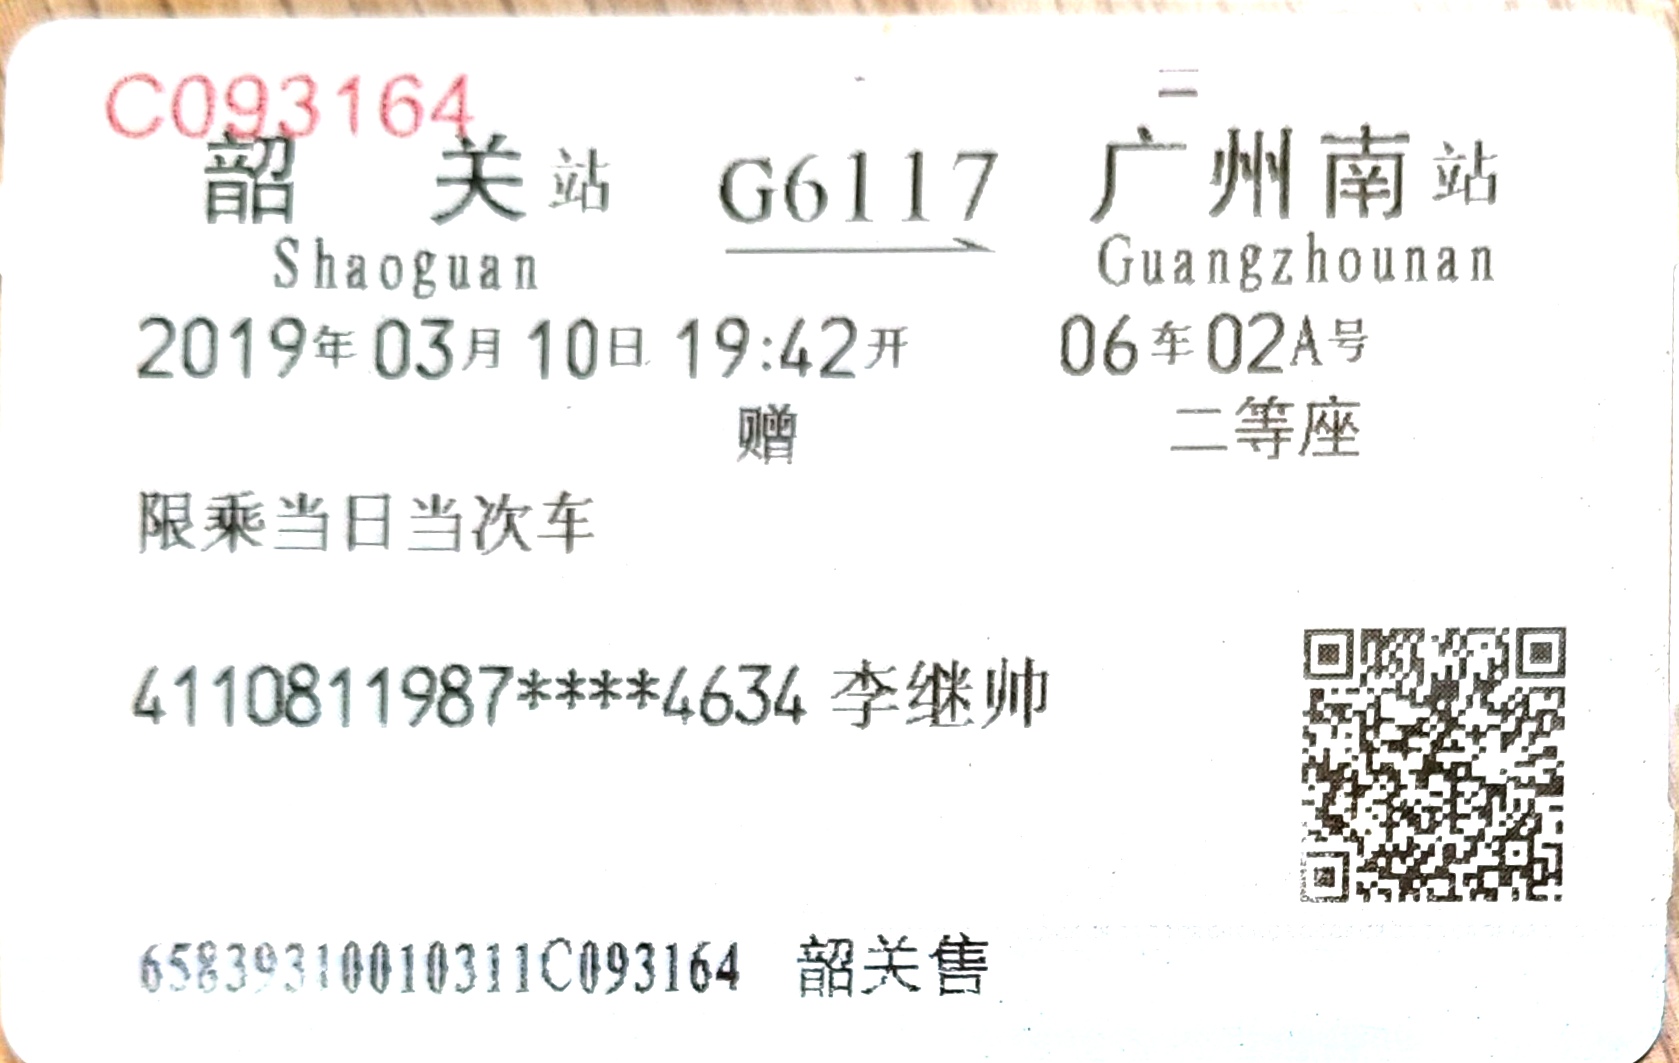 C093164
韶关站 G6117 广州南站
Shaoguan Guangzhounan
2019年03月10日 19:42开 06车02A号
赠 二等座
限乘当日当次车
4110811987****4634 李继帅
65839310010311C093164 韶关售